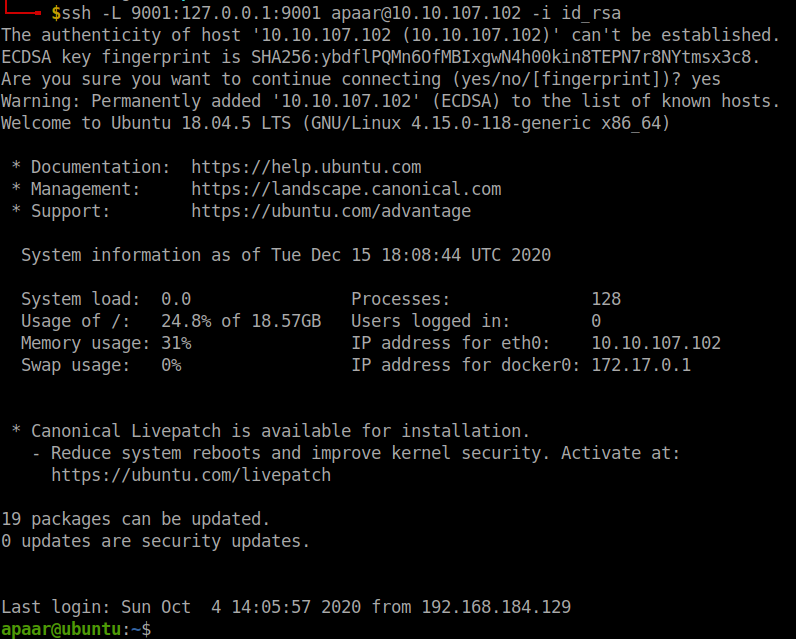 $ssh -L 9001:127.0.0.1:9001 apaar@10.10.107.102 -i id_rsa
The authenticity of host '10.10.107.102 (10.10.107.102)' can't be established.
ECDSA key fingerprint is SHA256:ybdflPQMn6OfMBIxgwN4h00kin8TEPN7r8NYtmsx3c8.
Are you sure you want to continue connecting (yes/no/[fingerprint])? yes
Warning: Permanently added '10.10.107.102' (ECDSA) to the list of known hosts.
Welcome to Ubuntu 18.04.5 LTS (GNU/Linux 4.15.0-118-generic x86_64)

 * Documentation:  https://help.ubuntu.com
 * Management:     https://landscape.canonical.com
 * Support:        https://ubuntu.com/advantage

  System information as of Tue Dec 15 18:08:44 UTC 2020

  System load:  0.0                Processes:              128
  Usage of /:   24.8% of 18.57GB   Users logged in:        0
  Memory usage: 31%                IP address for eth0:    10.10.107.102
  Swap usage:   0%                 IP address for docker0: 172.17.0.1

 * Canonical Livepatch is available for installation.
   - Reduce system reboots and improve kernel security. Activate at:
     https://ubuntu.com/livepatch

19 packages can be updated.
0 updates are security updates.

Last login: Sun Oct  4 14:05:57 2020 from 192.168.184.129
apaar@ubuntu:~$